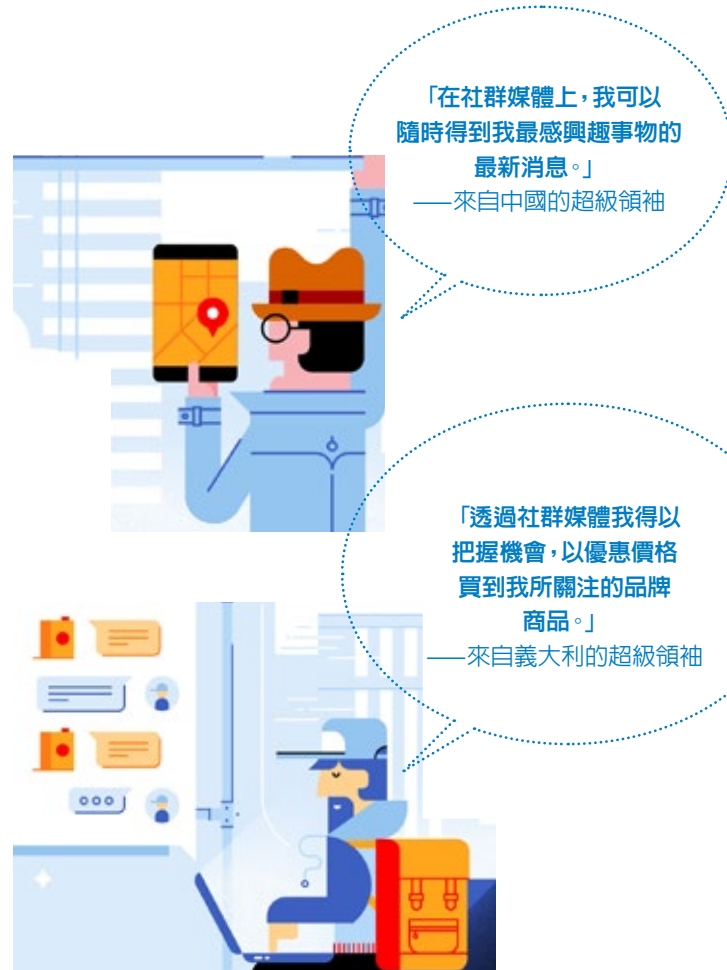 「在社群媒體上，我可以
隨時得到我最感興趣事物的
最新消息。」
——來自中國的超級領袖
「透過社群媒體我得以
把握機會，以優惠價格
買到我所關注的品牌
商品。」
——來自義大利的超級領袖